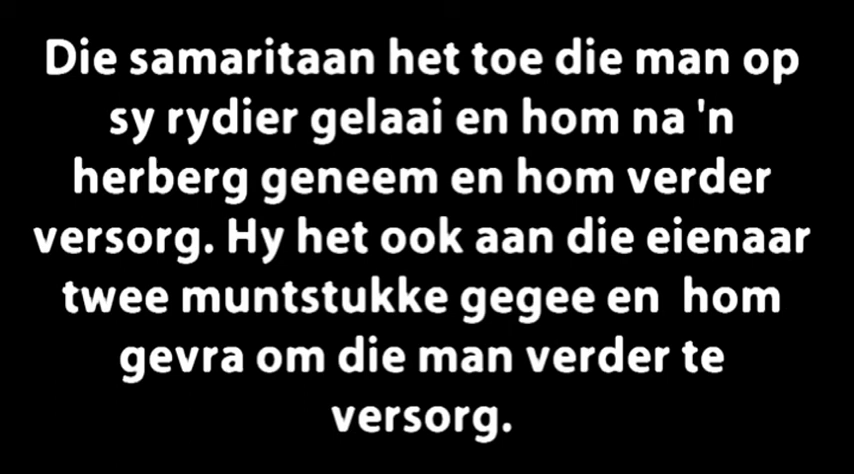 Die samaritaan het toe die man op
sy rydier gelaai en hom na 'n
herberg geneem en hom verder
versorg. Hy het ook aan die eienaar
twee muntstukke gegee en  hom
gevra om die man verder te
versorg.